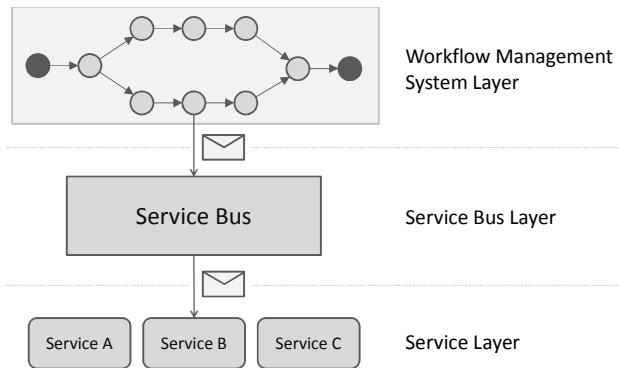 Workflow Management
System Layer
Service Bus
Service Bus Layer
Service A
Service B
Service C
Service Layer